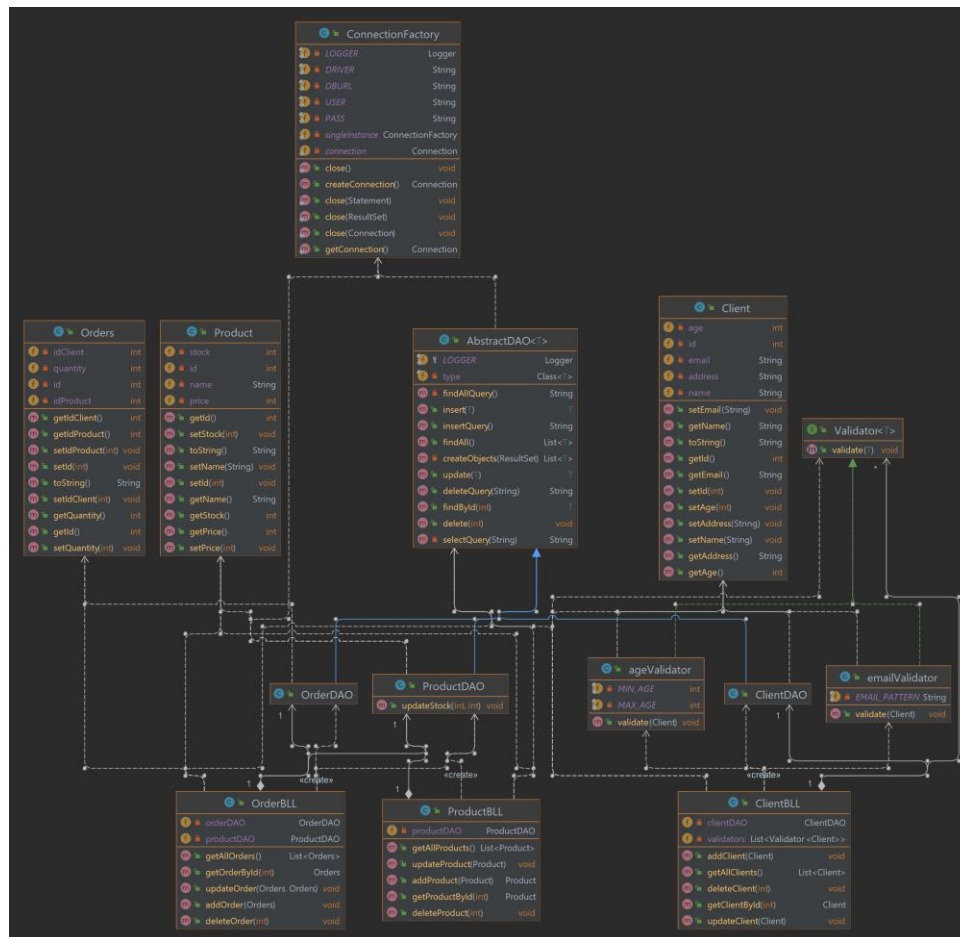 ConnectionFactory
LOGGER Logger
DRIVER String
DBURL String
USER String
PASS String
singleInstance ConnectionFactory
connection Connection
close() void
createConnection() Connection
close(Statement) void
close(ResultSet) void
close(Connection) void
getConnection() Connection
Orders
idClient int
quantity int
id int
idProduct int
getIdClient() int
getIdProduct() int
setIdProduct(int) void
setId(int) void
toString() String
setIdClient(int) void
getQuantity() int
getId() int
setQuantity(int) void
Product
stock int
id int
name String
price int
getId() int
setStock(int) void
toString() String
setName(String) void
setId(int) void
getName() String
getStock() int
getPrice() int
setPrice(int) void
AbstractDAO<T>
LOGGER Logger
type Class<T>
findAllQuery() String
insert(T) T
insertQuery() String
findAll() List<T>
createObjects(ResultSet) List<T>
update(T) T
deleteQuery(String) String
findById(int) T
delete(int) void
selectQuery(String) String
Client
age int
id int
email String
address String
name String
setEmail(String) void
getName() String
toString() String
getId() int
getEmail() String
setId(int) void
setAge(int) void
setAddress(String) void
setName(String) void
getAddress() String
getAge() int
Validator<T>
validate(T) void
*
OrderDAO
1
ProductDAO
updateStock(int, int) void
1
1
ageValidator
MIN_AGE int
MAX_AGE int
validate(Client) void
ClientDAO
1
emailValidator
EMAIL_PATTERN String
validate(Client) void
1
«create»
1
«create»
«create»
1
OrderBLL
orderDAO OrderDAO
productDAO ProductDAO
getAllOrders() List<Orders>
getOrderById(int) Orders
updateOrder(Orders, Orders) void
addOrder(Orders) void
deleteOrder(int) void
ProductBLL
productDAO ProductDAO
getAllProducts() List<Product>
updateProduct(Product) void
addProduct(Product) Product
getProductById(int) Product
deleteProduct(int) void
ClientBLL
clientDAO ClientDAO
validators List<Validator <Client>>
addClient(Client) void
getAllClients() List<Client>
deleteClient(int) void
getClientById(int) Client
updateClient(Client) void